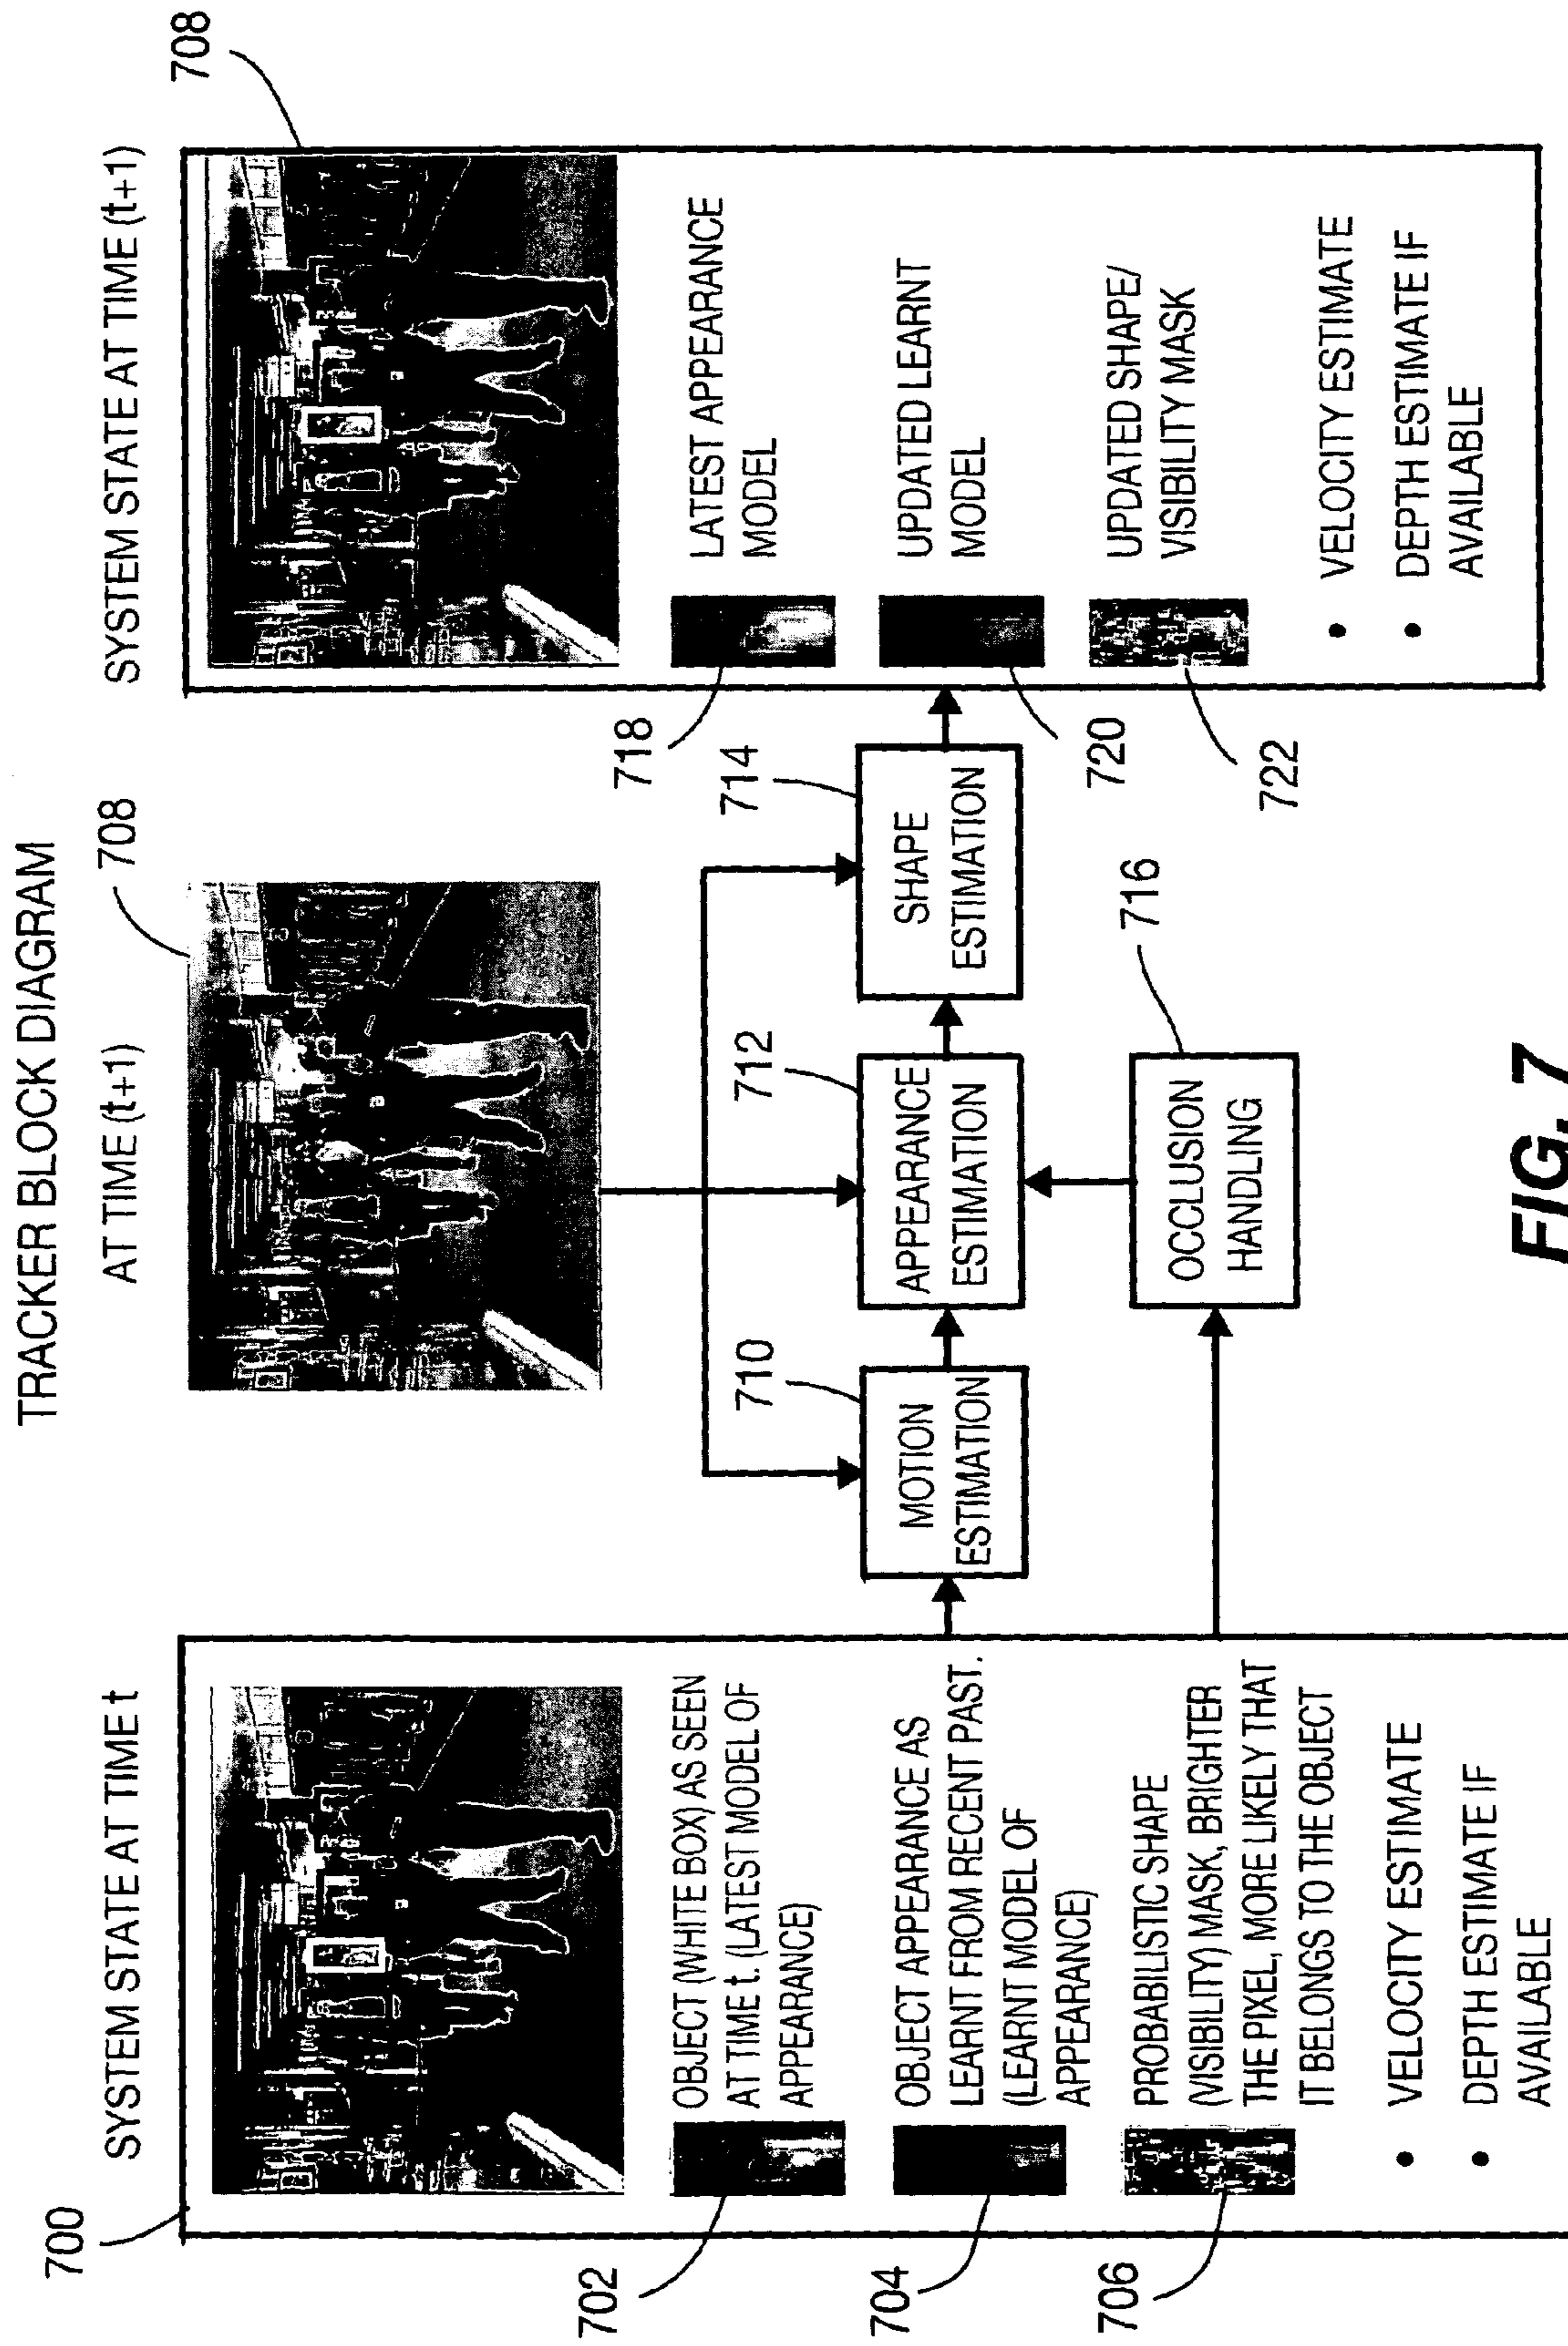 TRACKER BLOCK DIAGRAM
700
SYSTEM STATE AT TIME t
702
OBJECT (WHITE BOX) AS SEEN
AT TIME t. (LATEST MODEL OF
APPEARANCE)
704
OBJECT APPEARANCE AS
LEARNT FROM RECENT PAST.
(LEARNT MODEL OF
APPEARANCE)
706
PROBABILISTIC SHAPE
(VISIBILITY) MASK, BRIGHTER
THE PIXEL, MORE LIKELY THAT
IT BELONGS TO THE OBJECT
• VELOCITY ESTIMATE
• DEPTH ESTIMATE IF
AVAILABLE
AT TIME (t+1)
708
710
MOTION
ESTIMATION
712
APPEARANCE
ESTIMATION
714
SHAPE
ESTIMATION
716
OCCLUSION
HANDLING
SYSTEM STATE AT TIME (t+1)
708
718
LATEST APPEARANCE
MODEL
720
UPDATED LEARNT
MODEL
722
UPDATED SHAPE/
VISIBILITY MASK
• VELOCITY ESTIMATE
• DEPTH ESTIMATE IF
AVAILABLE
FIG. 7